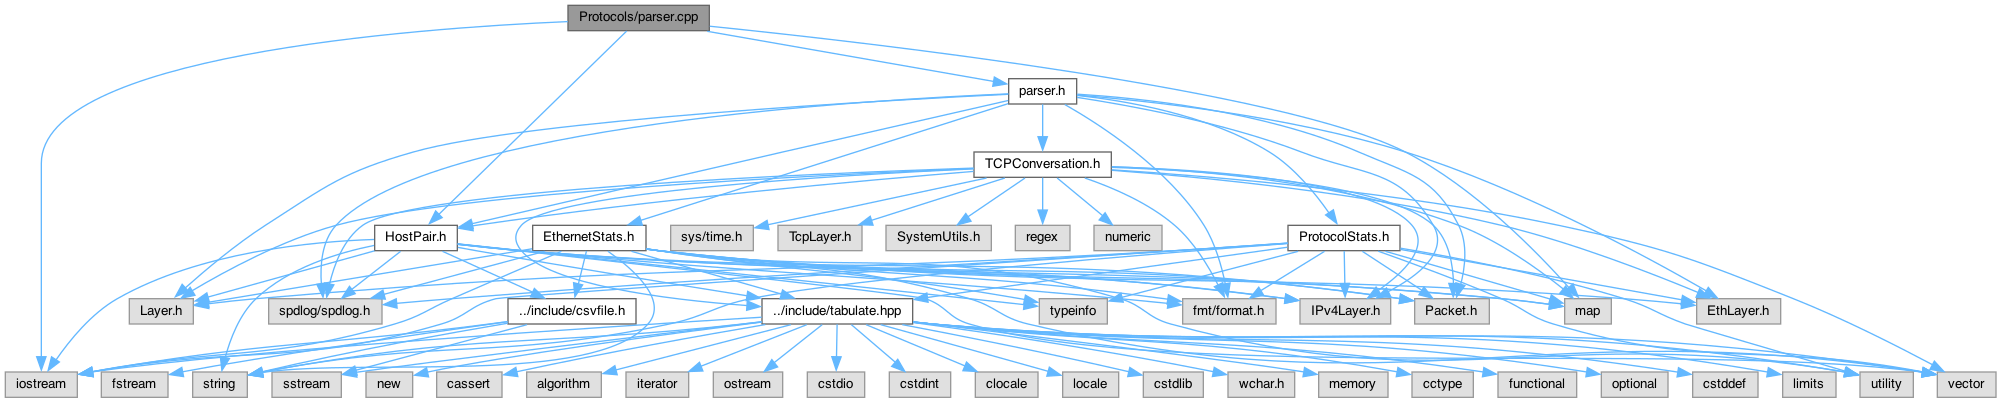 Protocols/parser.cpp
parser.h
TCPConversation.h
HostPair.h
EthernetStats.h
sys/time.h
TcpLayer.h
SystemUtils.h
regex
numeric
ProtocolStats.h
Layer.h
spdlog/spdlog.h
../include/csvfile.h
../include/tabulate.hpp
typeinfo
fmt/format.h
IPv4Layer.h
Packet.h
map
EthLayer.h
iostream
fstream
string
sstream
new
cassert
algorithm
iterator
ostream
cstdio
cstdint
clocale
locale
cstdlib
wchar.h
memory
cctype
functional
optional
cstddef
limits
utility
vector